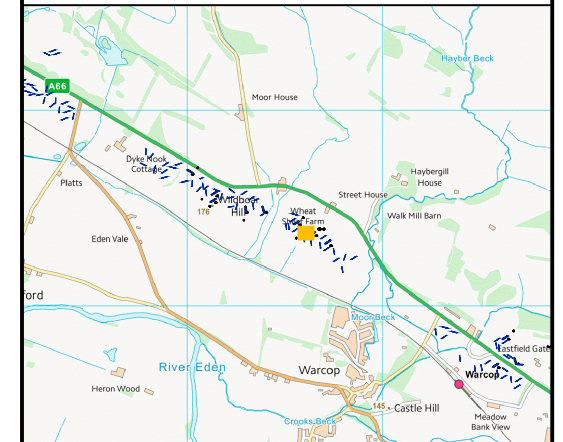 Hayber Beck
A66
Moor House
Dyke Nook
Cottage
Platts
Haybergill
House
Wildboar
Hill
176
Street House
Wheat
Sheaf Farm
Walk Mill Barn
Eden Vale
ford
Moor Beck
River Eden
Warcop
Eastfield Gate
Warcop
Heron Wood
145
Castle Hill
Crooks Beck
Meadow
Bank View